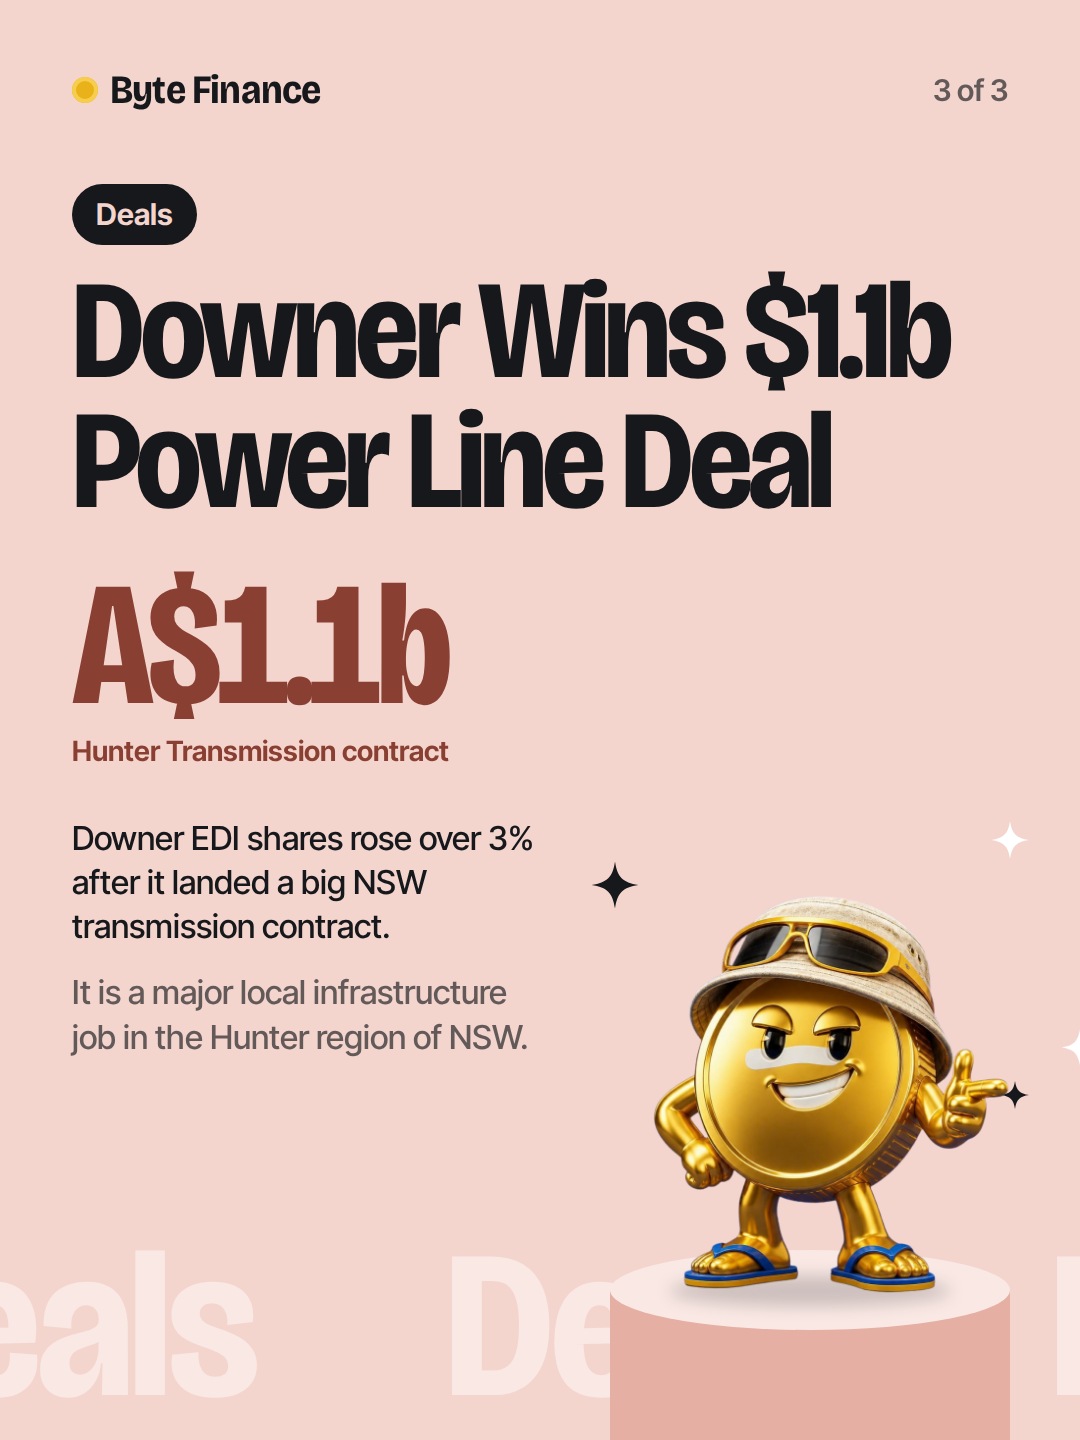 Byte Finance
3 of 3
Deals
Downer Wins $1.1b
Power Line Deal
A$1.1b
Hunter Transmission contract
Downer EDI shares rose over 3%
after it landed a big NSW
transmission contract.
It is a major local infrastructure
job in the Hunter region of NSW.
eals De